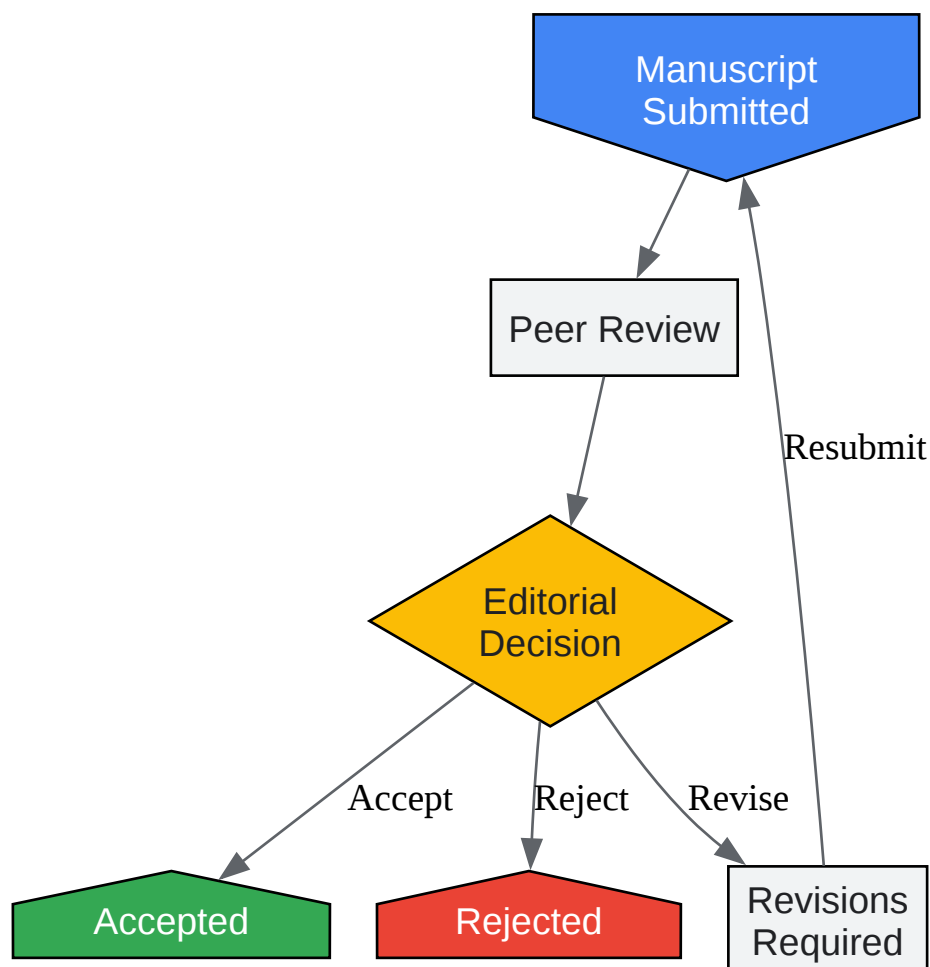 Manuscript
Submitted
Peer Review
Resubmit
Editorial
Decision
Accept
Reject
Revise
Accepted
Rejected
Revisions
Required